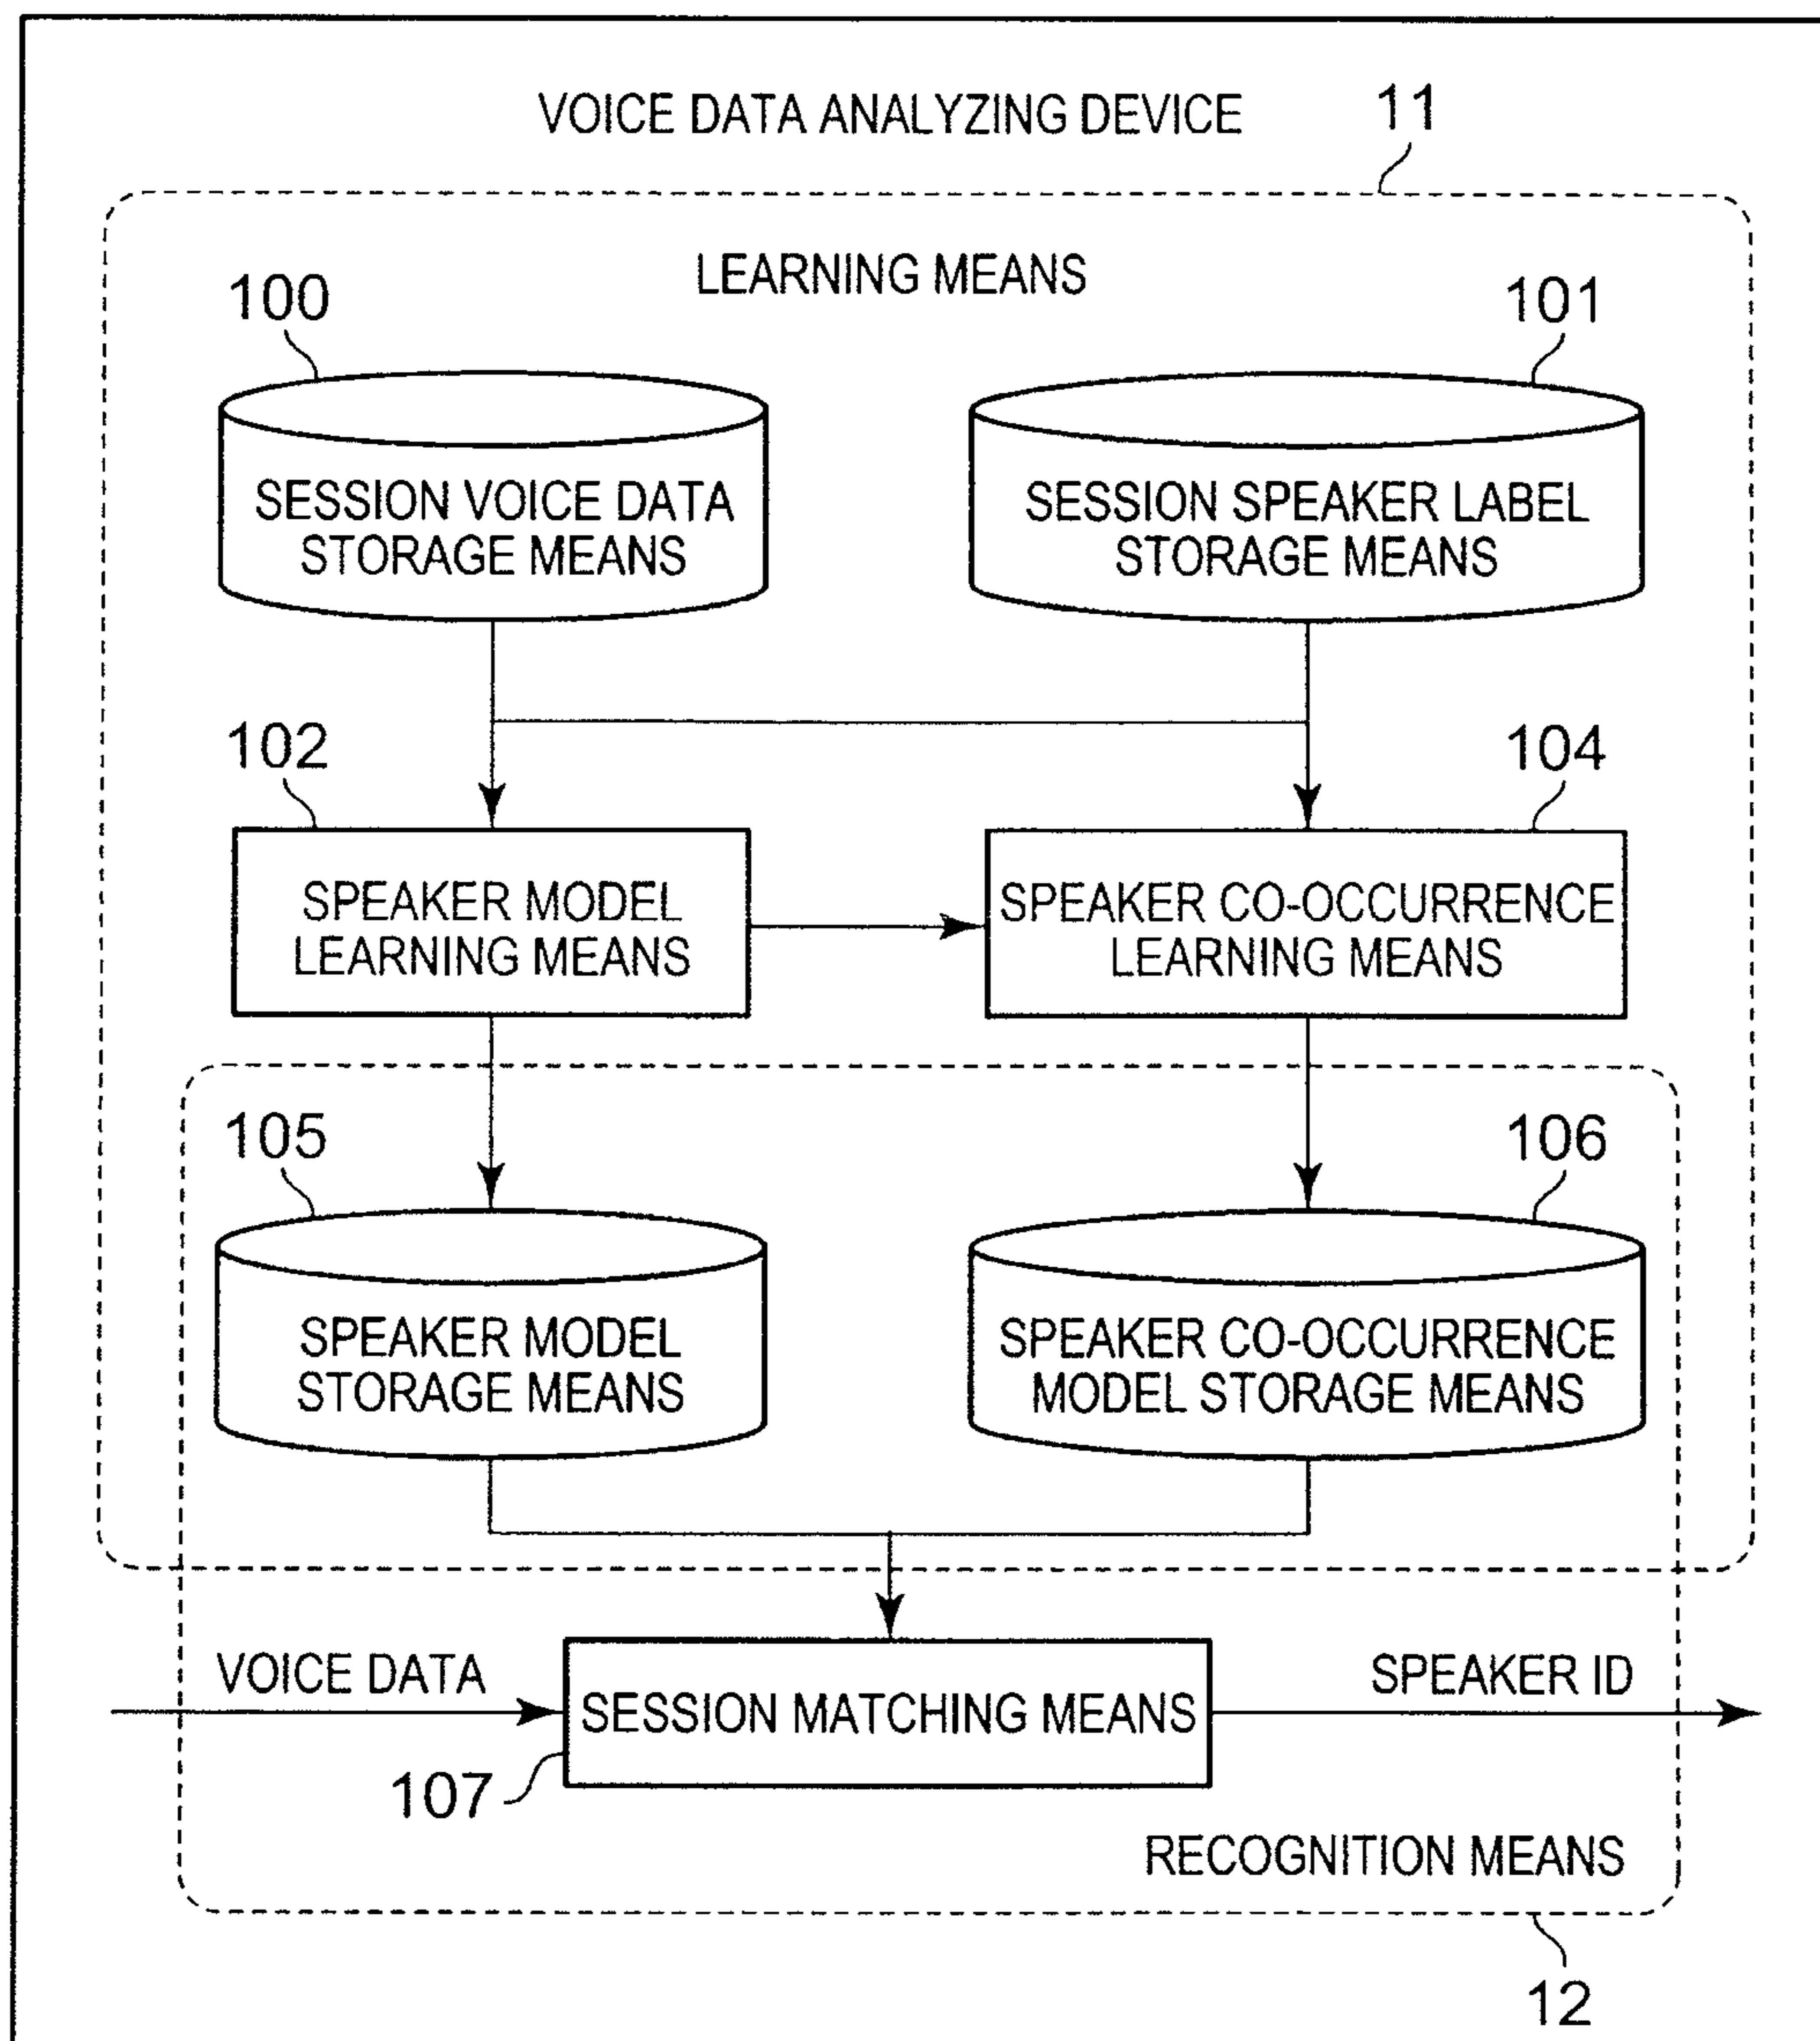 VOICE DATA ANALYZING DEVICE
11
LEARNING MEANS
100
101
SESSION VOICE DATA
STORAGE MEANS
SESSION SPEAKER LABEL
STORAGE MEANS
102
104
SPEAKER MODEL
LEARNING MEANS
SPEAKER CO-OCCURRENCE
LEARNING MEANS
105
106
SPEAKER MODEL
STORAGE MEANS
SPEAKER CO-OCCURRENCE
MODEL STORAGE MEANS
VOICE DATA
SESSION MATCHING MEANS
SPEAKER ID
107
RECOGNITION MEANS
12